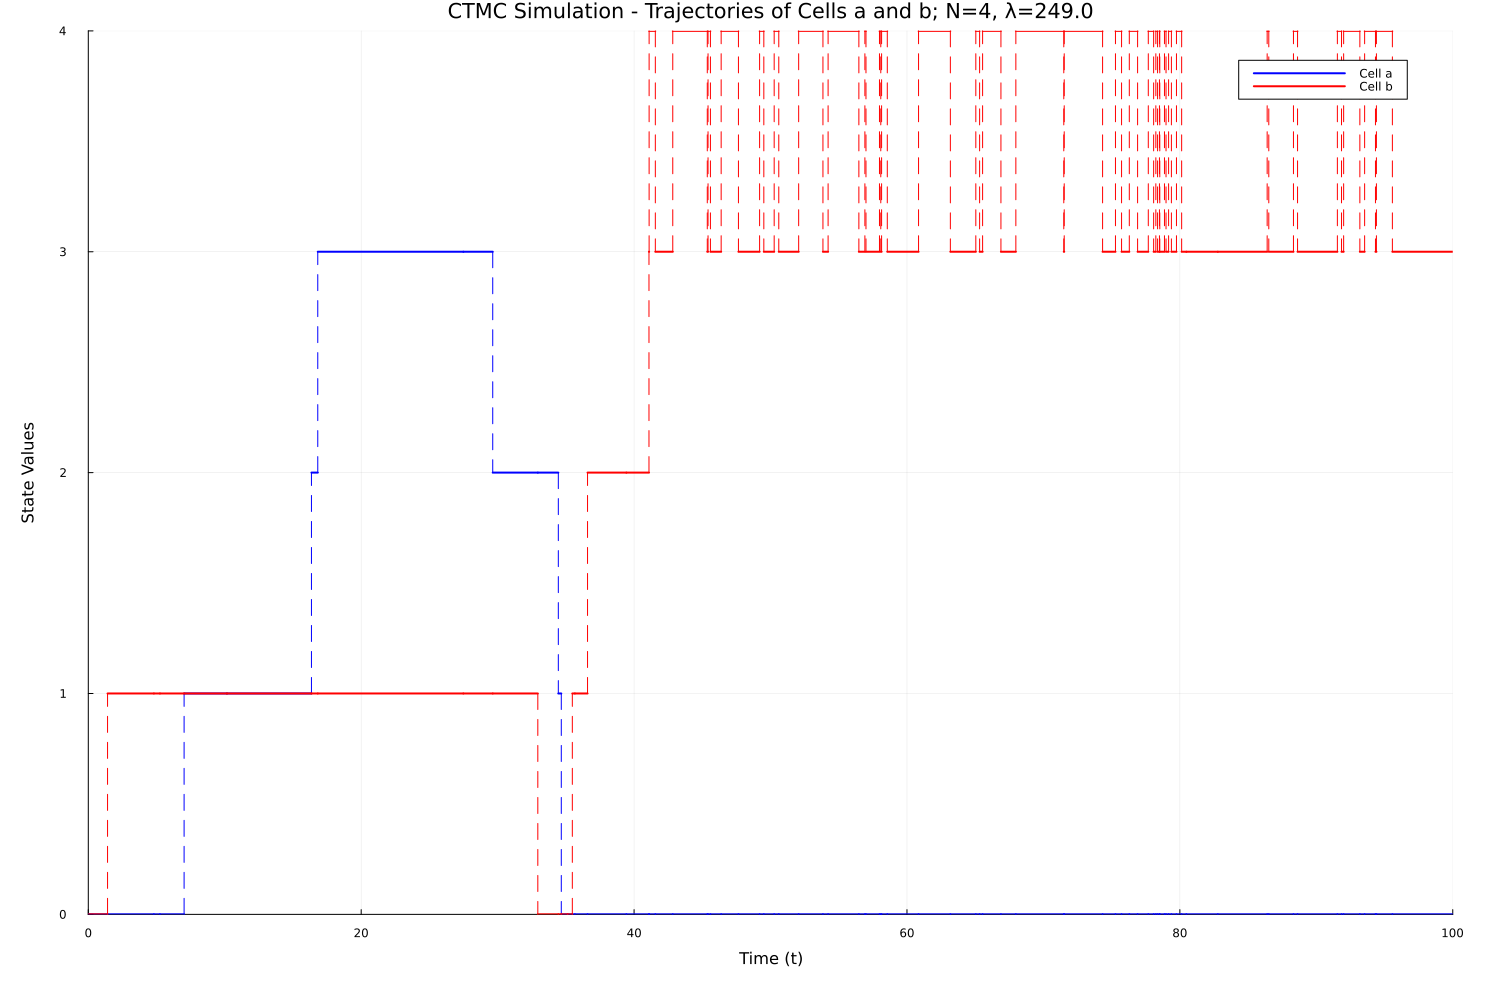 CTMC Simulation - Trajectories of Cells a and b; N=4, λ=249.0
4
Cell a
Cell b
3
State Values
2
1
0
0 20 40 60 80 100
Time (t)